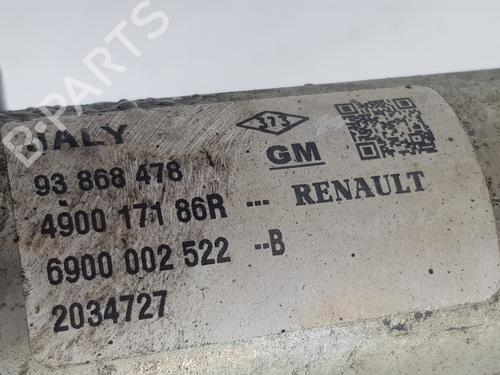 ITALY
373
93 868 478
GM
4900 171 86R --- RENAULT
6900 002 522 --B
2034727
B-PARTS